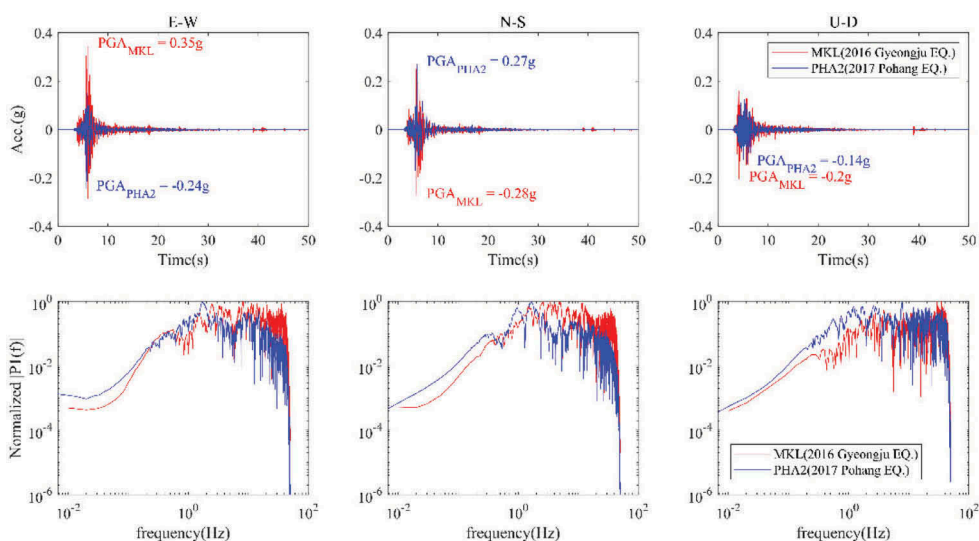 E-W
N-S
U-D
PGA_MKL = 0.35g
PGA_PHA2 = -0.24g
PGA_PHA2 = 0.27g
PGA_MKL = -0.28g
MKL(2016 Gyeongju EQ.)
PHA2(2017 Pohang EQ.)
PGA_PHA2 = -0.14g
PGA_MKL = -0.2g
Acc.(g)
0.4
0.2
0
-0.2
-0.4
0 10 20 30 40 50
Time(s)
0.4
0.2
0
-0.2
-0.4
0 10 20 30 40 50
Time(s)
0.4
0.2
0
-0.2
-0.4
0 10 20 30 40 50
Time(s)
Normalized |PI(f)|
10^0
10^-2
10^-4
10^-6
10^-2 10^0 10^2
frequency(Hz)
10^0
10^-2
10^-4
10^-6
10^-2 10^0 10^2
frequency(Hz)
10^0
10^-2
10^-4
10^-6
MKL(2016 Gyeongju EQ.)
PHA2(2017 Pohang EQ.)
10^-2 10^0 10^2
frequency(Hz)